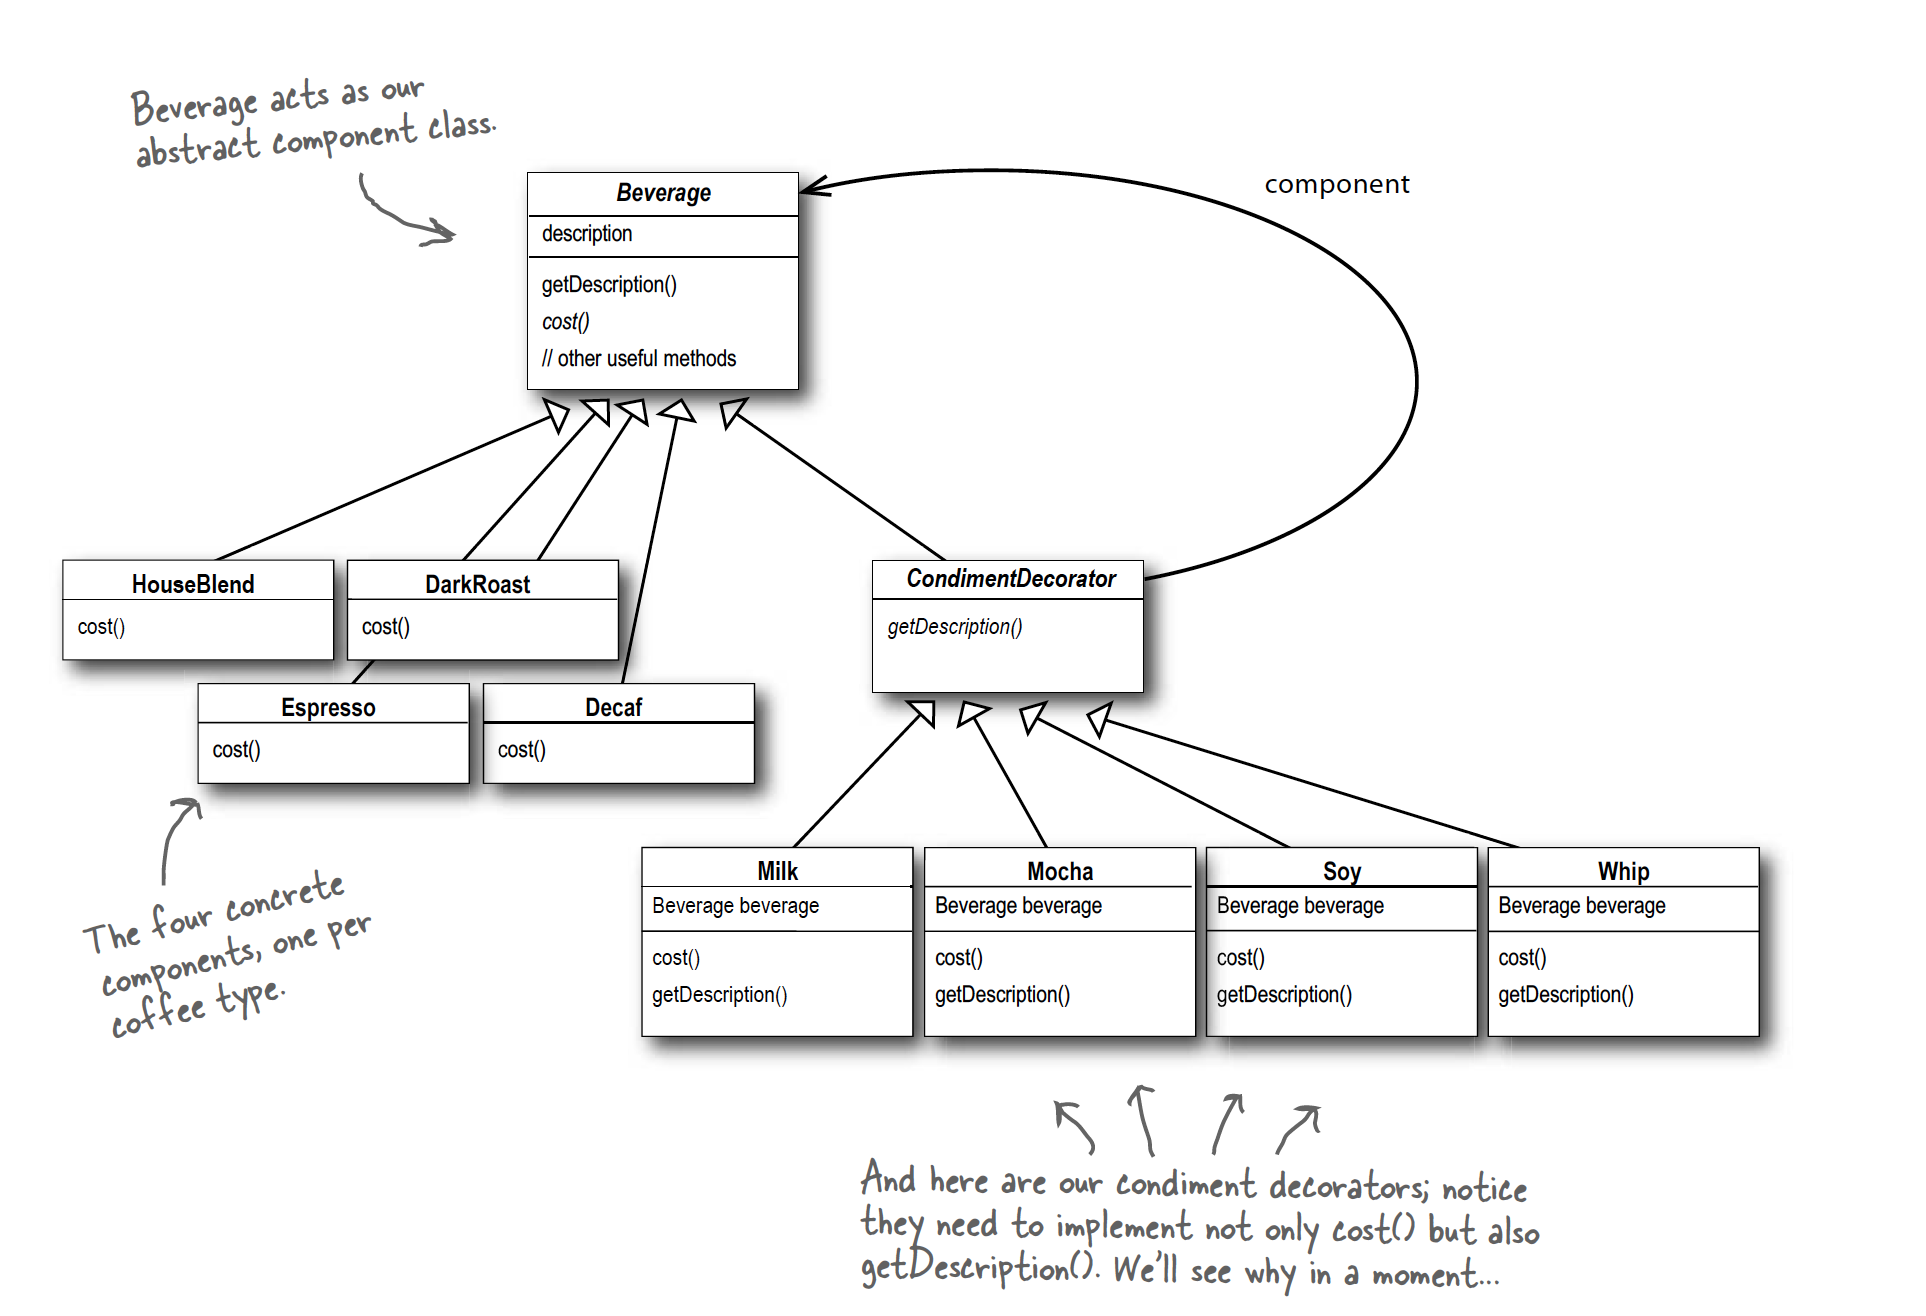 Beverage acts as our
abstract component class.
component
Beverage
description
getDescription()
cost()
// other useful methods
HouseBlend
cost()
DarkRoast
cost()
CondimentDecorator
getDescription()
Espresso
cost()
Decaf
cost()
The four concrete
components, one per
coffee type.
Milk
Beverage beverage
cost()
getDescription()
Mocha
Beverage beverage
cost()
getDescription()
Soy
Beverage beverage
cost()
getDescription()
Whip
Beverage beverage
cost()
getDescription()
And here are our condiment decorators; notice
they need to implement not only cost() but also
getDescription(). We'll see why in a moment...